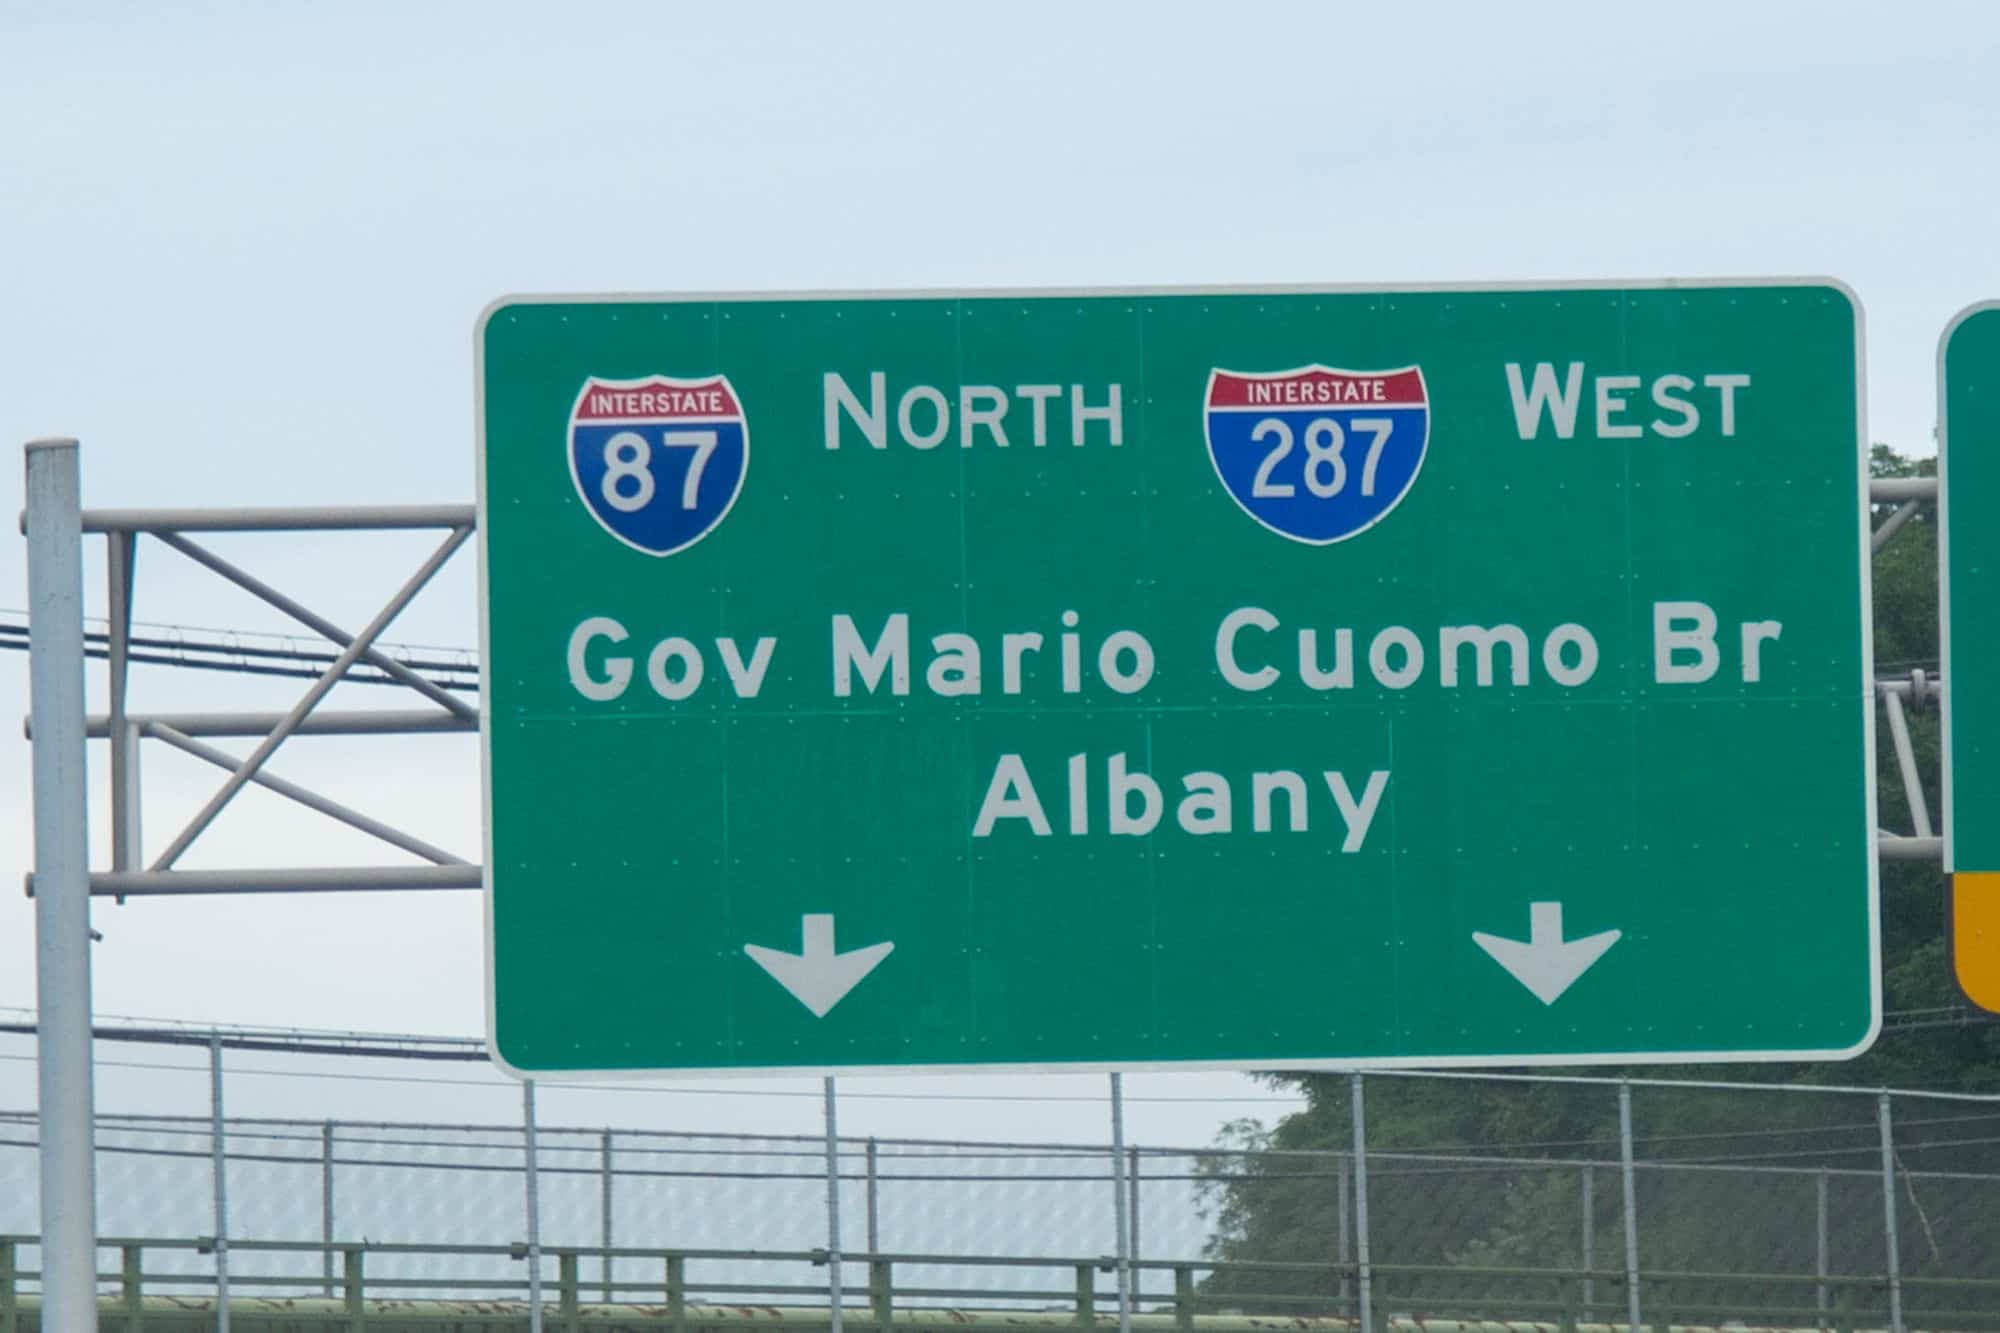 INTERSTATE 87 NORTH INTERSTATE 287 WEST
Gov Mario Cuomo Br
Albany